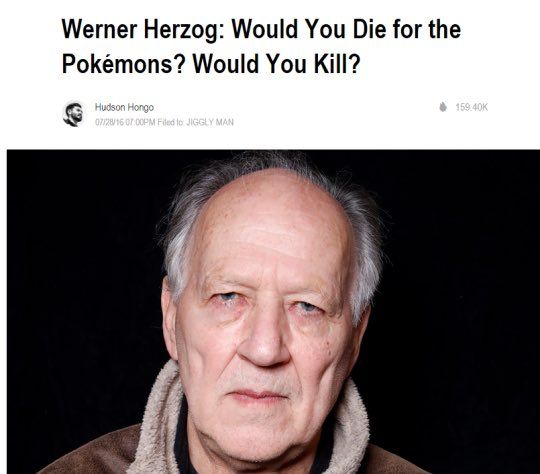 Werner Herzog: Would You Die for the
Pokémons? Would You Kill?
Hudson Hongo
159.40K
07/28/16 07:00PM Filed to: JIGGLY MAN